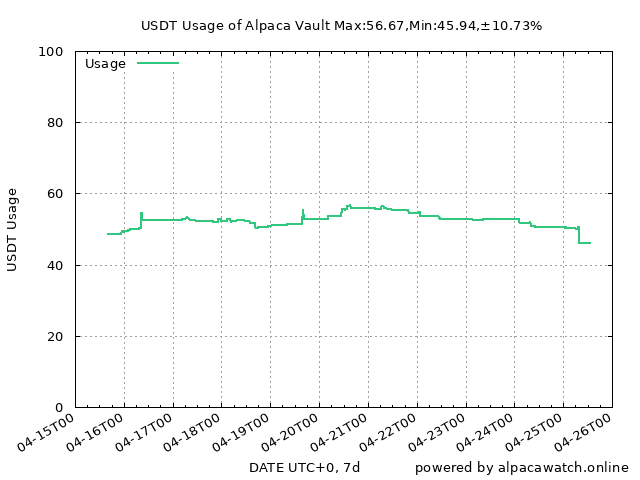 USDT Usage of Alpaca Vault Max:56.67,Min:45.94,±10.73%
100
Usage
80
60
40
20
0
USDT Usage
04-15T00
04-16T00
04-17T00
04-18T00
04-19T00
04-20T00
04-21T00
04-22T00
04-23T00
04-24T00
04-25T00
04-26T00
DATE UTC+0, 7d
powered by alpacawatch.online